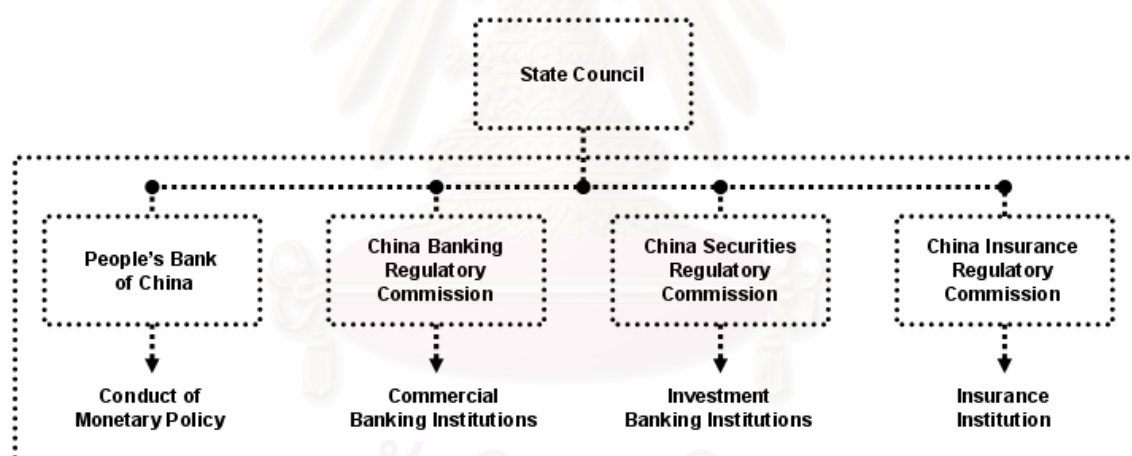 State Council
People's Bank
of China
China Banking
Regulatory
Commission
China Securities
Regulatory
Commission
China Insurance
Regulatory
Commission
Conduct of
Monetary Policy
Commercial
Banking Institutions
Investment
Banking Institutions
Insurance
Institution